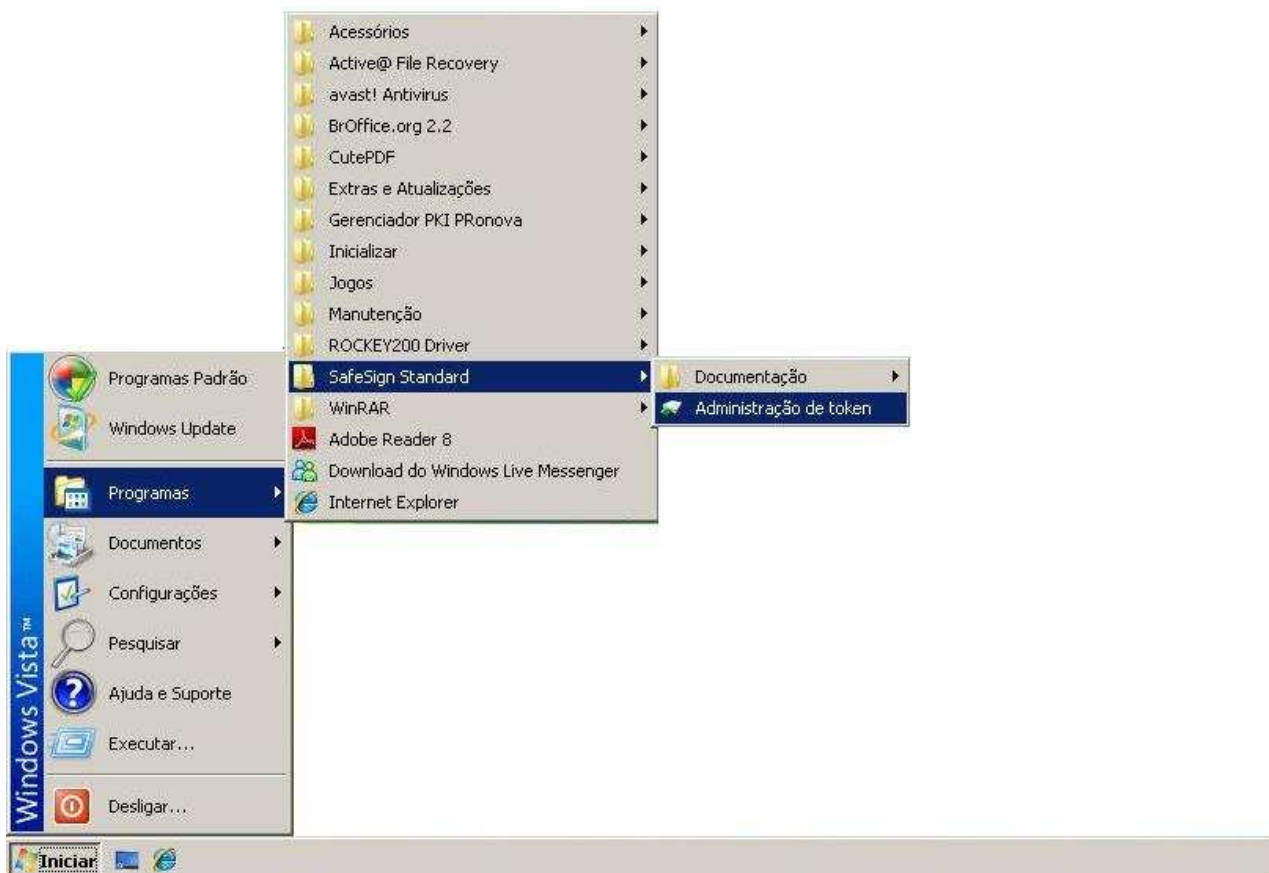 Acessórios
Active@ File Recovery
avast! Antivirus
BrOffice.org 2.2
CutePDF
Extras e Atualizações
Gerenciador PKI PRonova
Inicializar
Jogos
Manutenção
ROCKEY200 Driver
SafeSign Standard
WinRAR
Adobe Reader 8
Download do Windows Live Messenger
Internet Explorer
Documentação
Administração de token
Programas Padrão
Windows Update
Programas
Documentos
Configurações
Pesquisar
Ajuda e Suporte
Executar...
Desligar...
Windows Vista™
Iniciar